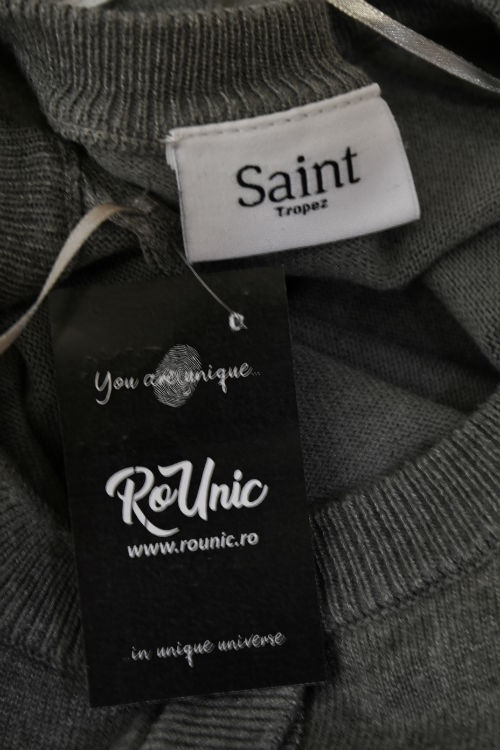 Saint
Tropez
You are unique...
RoUnic
www.rounic.ro
in unique universe